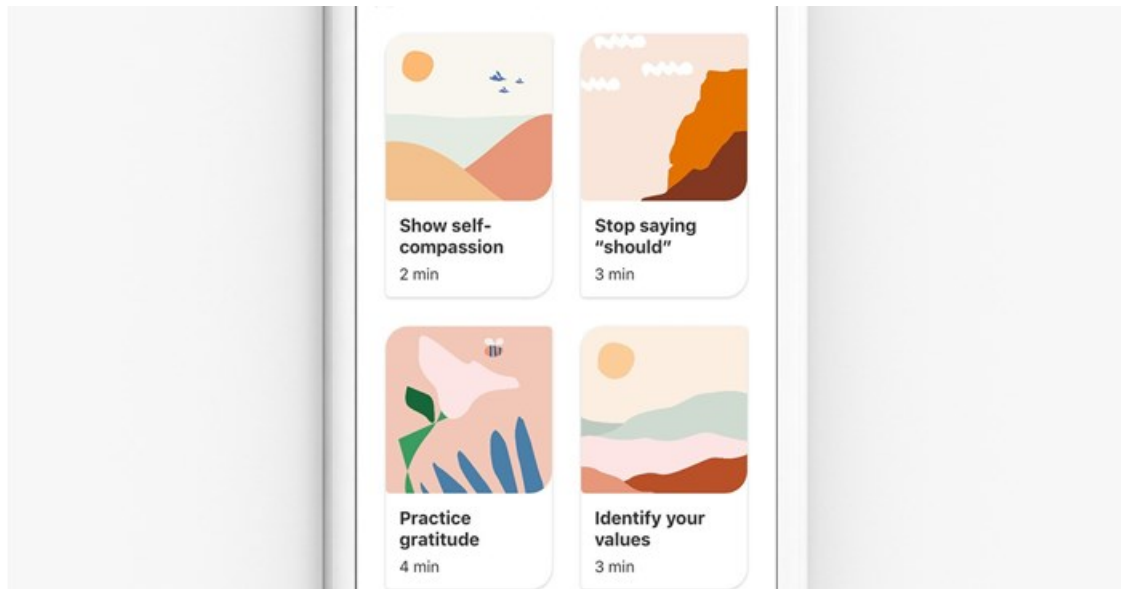 Show self-
compassion
2 min
Stop saying
“should”
3 min
Practice
gratitude
4 min
Identify your
values
3 min